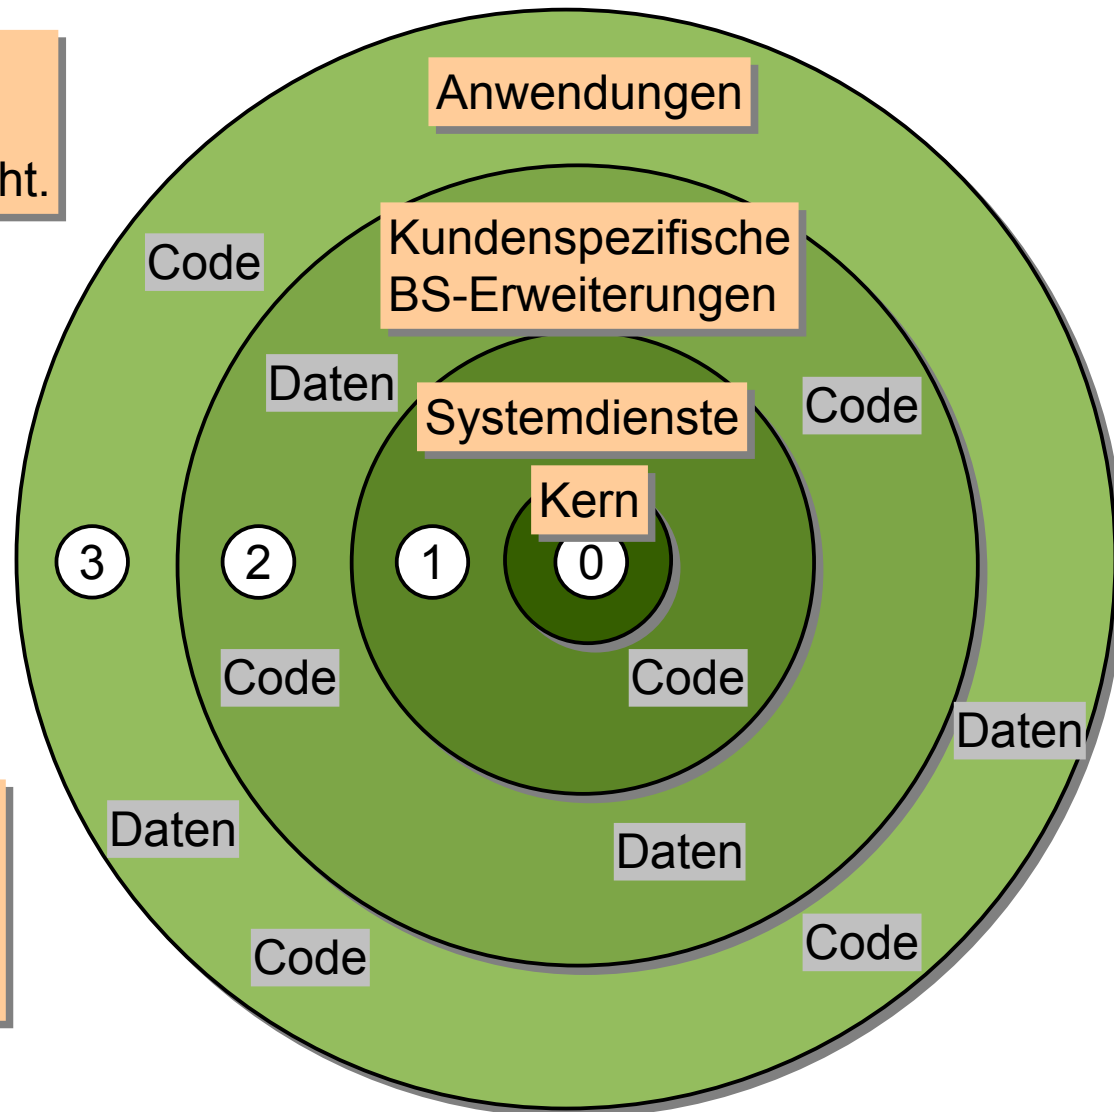 Anwendungen
ht.
Code
Kundenspezifische
BS-Erweiterungen
Daten
Code
Systemdienste
Kern
3
2
1
0
Code
Code
Daten
Daten
Daten
Code
Code